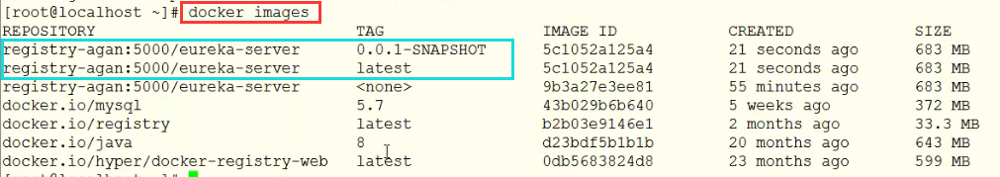 [root@localhost ~]# docker images
REPOSITORY TAG IMAGE ID CREATED SIZE
registry-agan:5000/eureka-server 0.0.1-SNAPSHOT 5c1052a125a4 21 seconds ago 683 MB
registry-agan:5000/eureka-server latest 5c1052a125a4 21 seconds ago 683 MB
registry-agan:5000/eureka-server <none> 9b3a27e3ee81 55 minutes ago 683 MB
docker.io/mysql 5.7 43b029b6b640 5 weeks ago 372 MB
docker.io/registry latest b2b03e9146e1 2 months ago 33.3 MB
docker.io/java 8 d23bdf5b1b1b 20 months ago 643 MB
docker.io/hyper/docker-registry-web latest 0db5683824d8 23 months ago 599 MB
[root@localhost ~]#